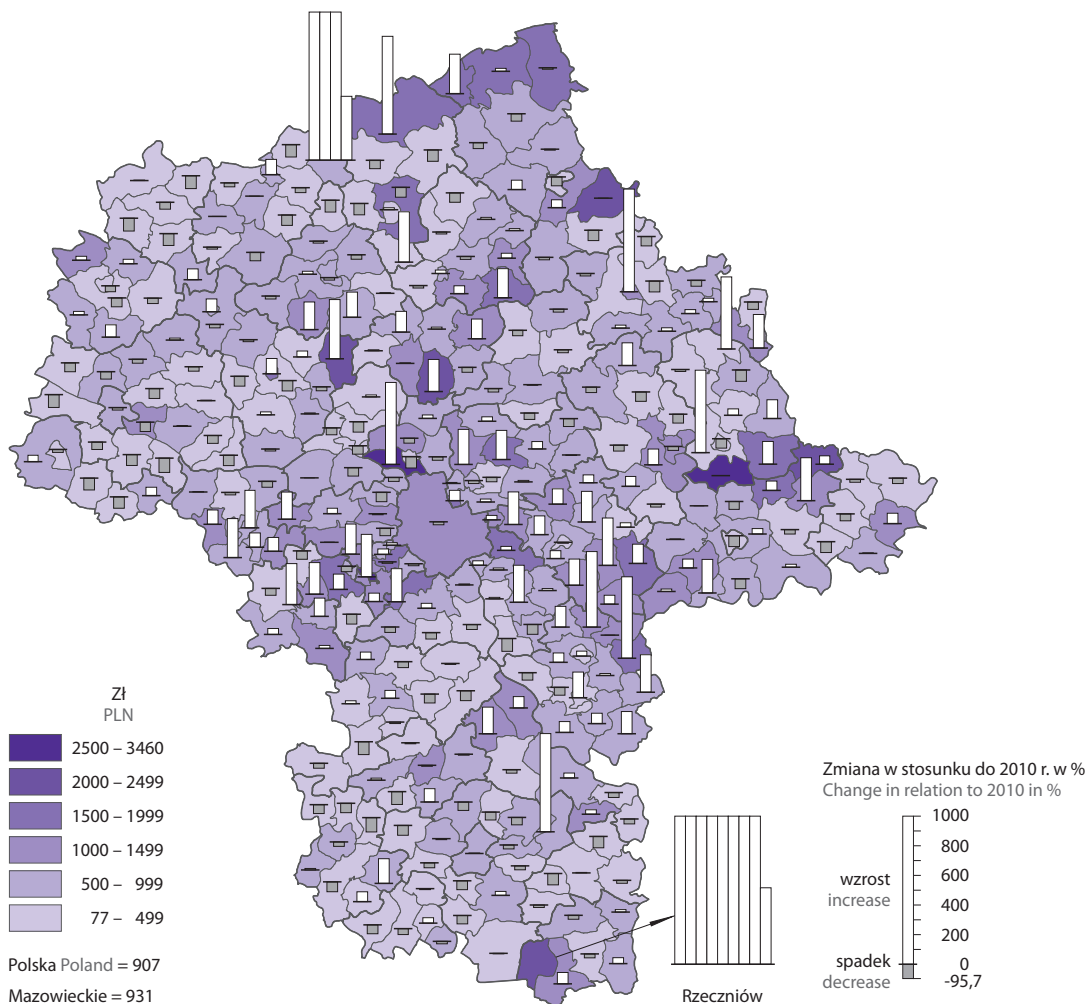 Zł
PLN
2500 – 3460
2000 – 2499
1500 – 1999
1000 – 1499
500 – 999
77 – 499
Polska Poland = 907
Mazowieckie = 931
Rzeczniów
Zmiana w stosunku do 2010 r. w %
Change in relation to 2010 in %
1000
800
wzrost 600
increase 400
200
spadek 0
decrease -95,7